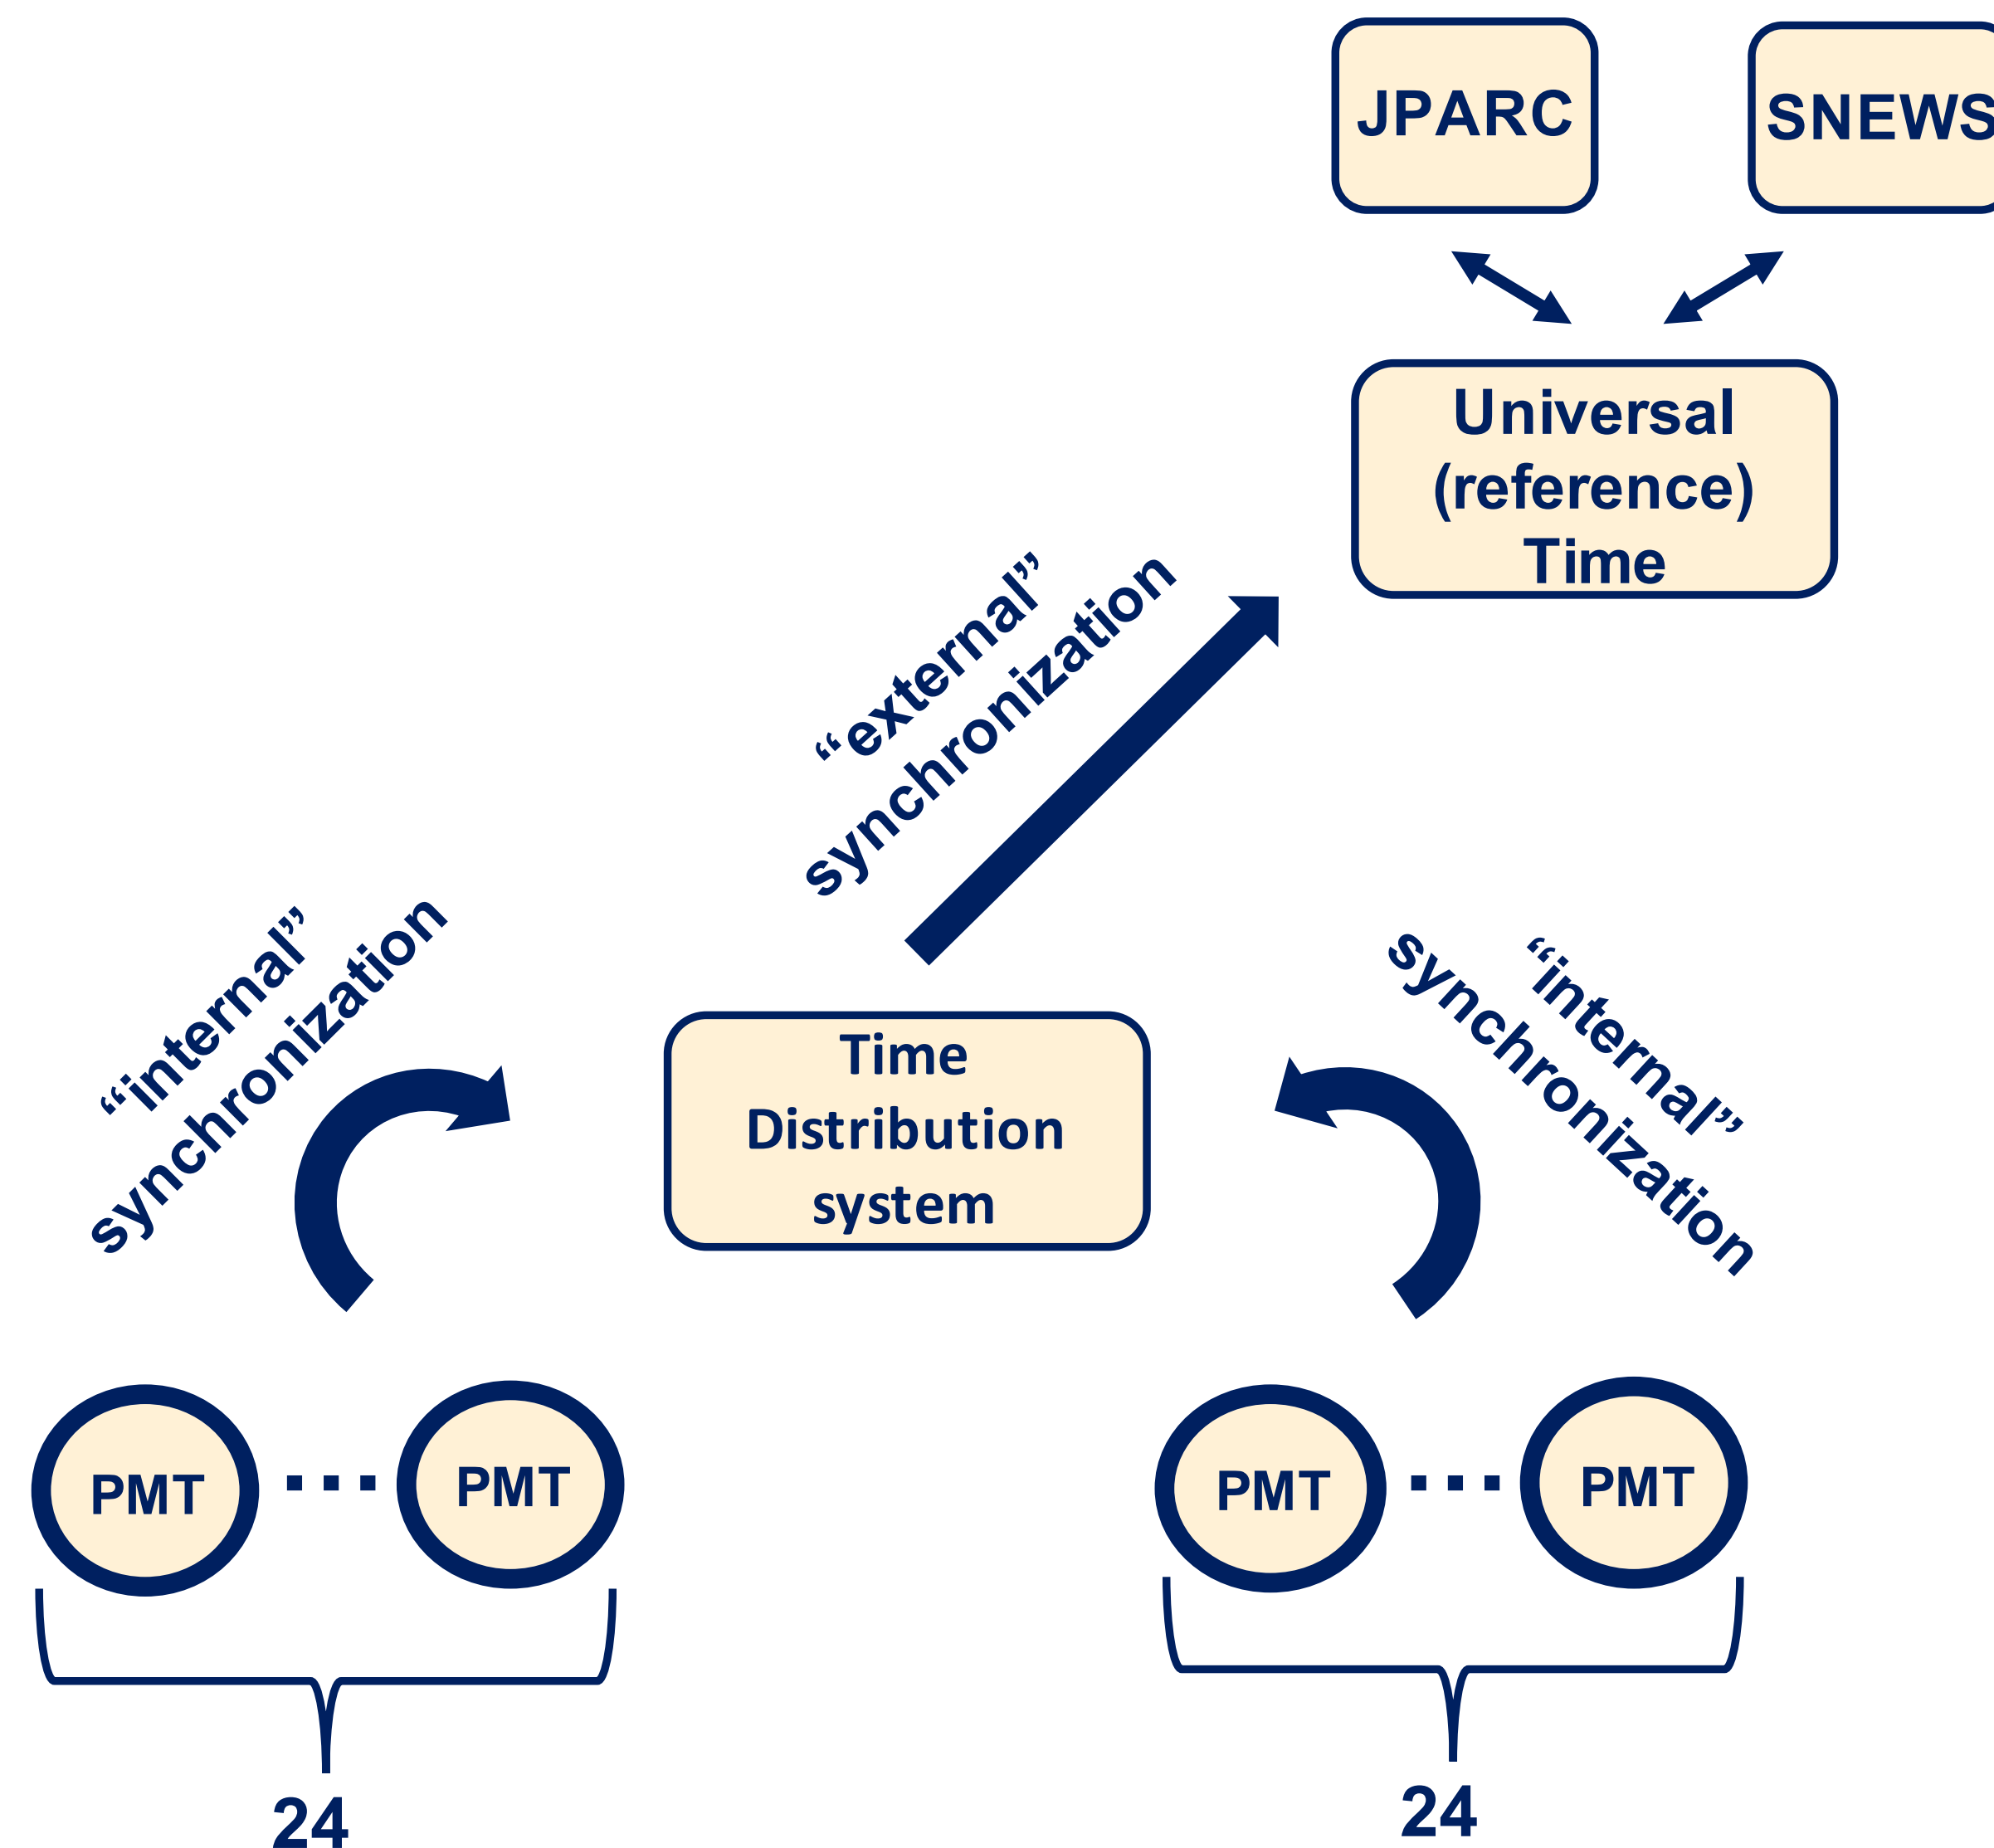 JPARC
SNEWS
Universal
(reference)
Time
“external”
synchronization
“internal”
synchronization
“internal”
synchronization
Time
Distribution
system
PMT
PMT
PMT
PMT
24
24